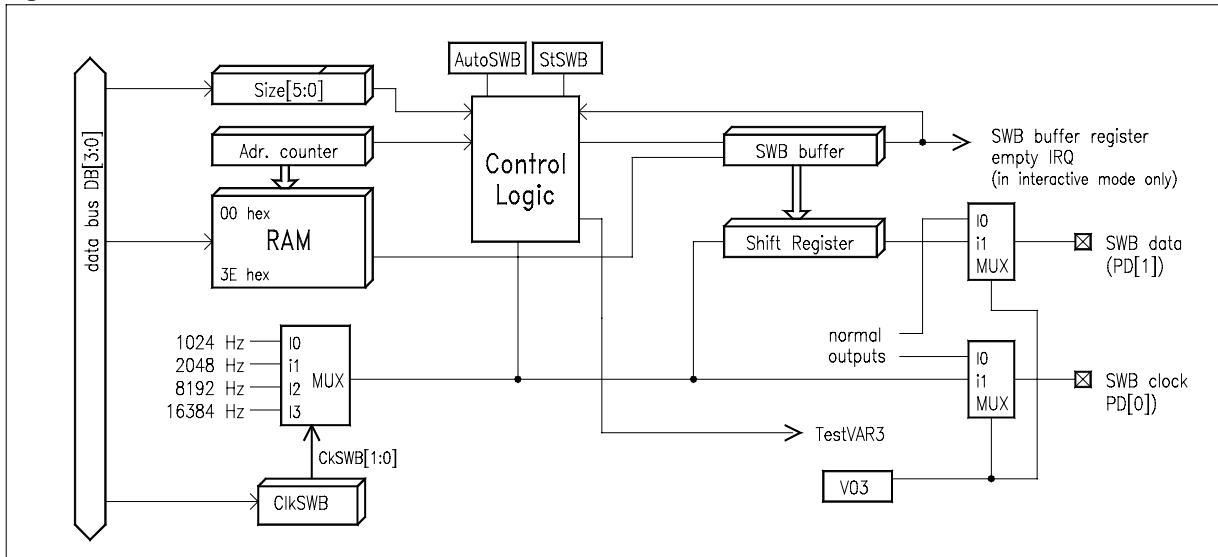 AutoSWB
StSWB
data bus DB[3:0]
Size[5:0]
Adr. counter
00 hex
RAM
3E hex
Control
Logic
SWB buffer
Shift Register
SWB buffer register
empty IRQ
(in interactive mode only)
I0
i1
MUX
SWB data
(PD[1])
normal
outputs
I0
i1
MUX
SWB clock
PD[0])
1024 Hz
2048 Hz
8192 Hz
16384 Hz
I0
i1
I2
I3
MUX
CkSWB[1:0]
ClkSWB
TestVAR3
V03